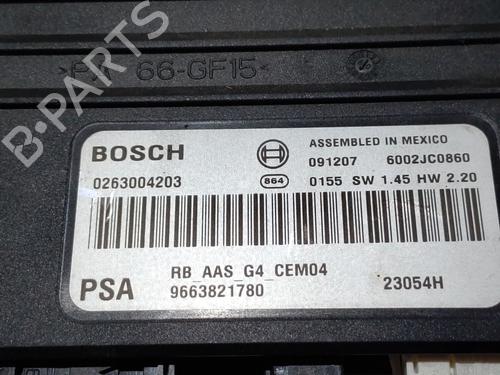 >PA 66-GF15<
B-PARTS
BOSCH
ASSEMBLED IN MEXICO
091207 6002JC0860
0263004203
864 0155 SW 1.45 HW 2.20
RB_AAS_G4_CEM04
PSA 9663821780 23054H